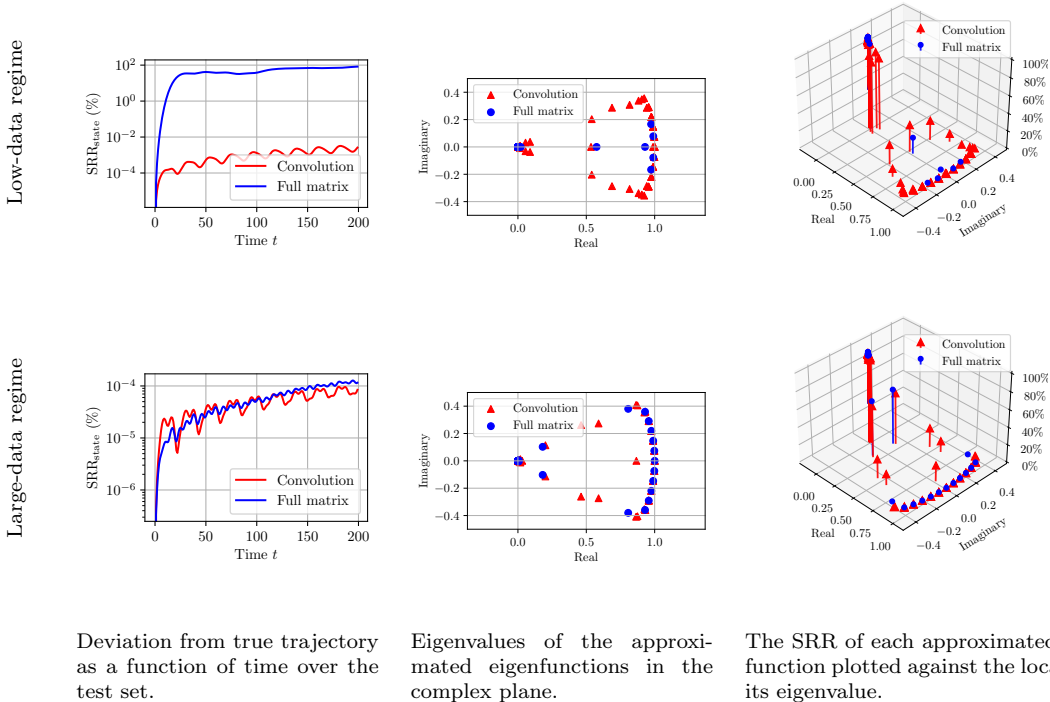 Low-data regime
10^2
10^0
10^−2
10^−4
SRR_state (%)
Convolution
Full matrix
0 50 100 150 200
Time t
0.4
0.2
0.0
−0.2
−0.4
Imaginary
Convolution
Full matrix
0.0 0.5 1.0
Real
Convolution
Full matrix
100%
80%
60%
40%
20%
0%
0.00
0.25
0.50
0.75
1.00
Real
−0.4
−0.2
0.0
0.2
0.4
Imaginary
Large-data regime
10^−4
10^−5
10^−6
SRR_state (%)
Convolution
Full matrix
0 50 100 150 200
Time t
0.4
0.2
0.0
−0.2
−0.4
Imaginary
Convolution
Full matrix
0.0 0.5 1.0
Real
Convolution
Full matrix
100%
80%
60%
40%
20%
0%
0.00
0.25
0.50
0.75
1.00
Real
−0.4
−0.2
0.0
0.2
0.4
Imaginary
Deviation from true trajectory
as a function of time over the
test set.
Eigenvalues of the approxi-
mated eigenfunctions in the
complex plane.
The SRR of each approximated
function plotted against the loc
its eigenvalue.